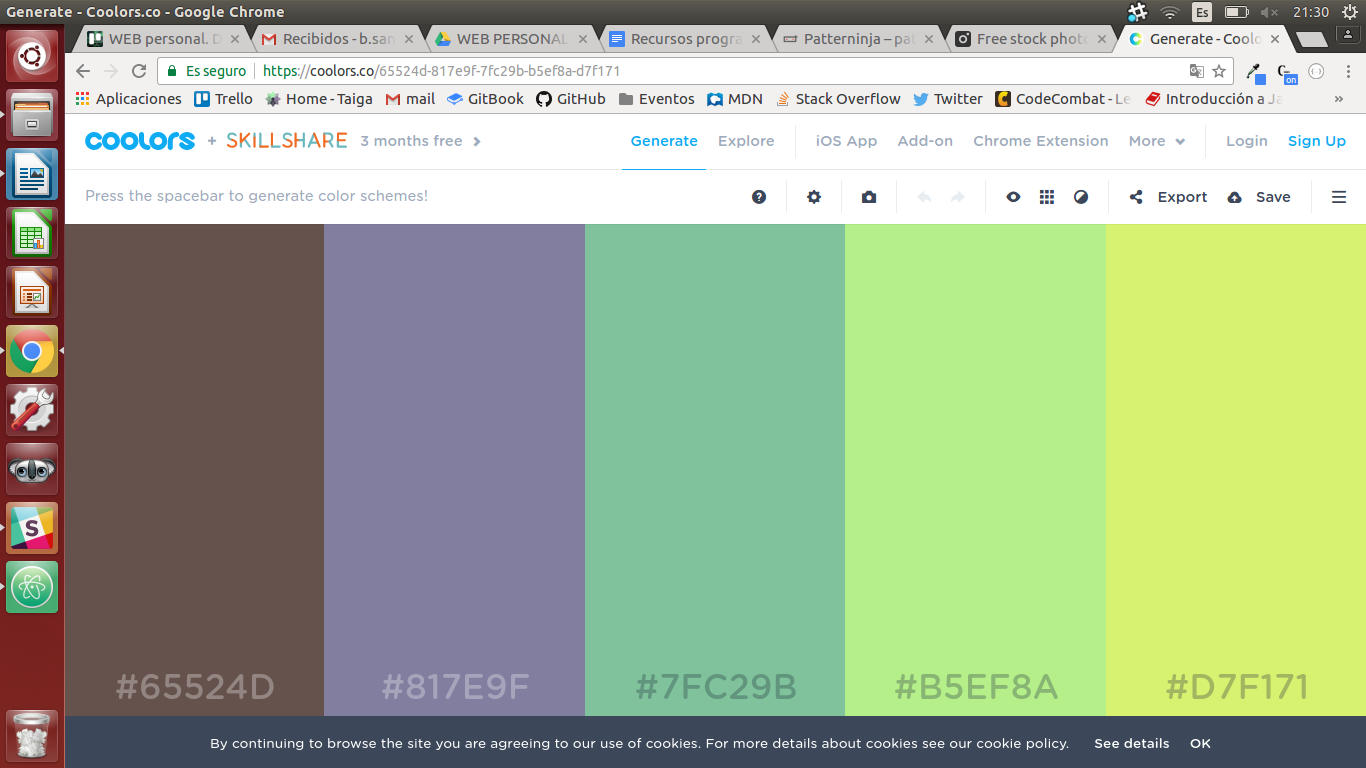 Generate - Coolors.co - Google Chrome
Es
21:30
WEB personal. D
Recibidos - b.san
WEB PERSONAL
Recursos progra
Patterninja – pat
Free stock photo
Generate - Coolo
Es seguro
https://coolors.co/65524d-817e9f-7fc29b-b5ef8a-d7f171
on
Aplicaciones
Trello
Home - Taiga
mail
GitBook
GitHub
Eventos
MDN
Stack Overflow
Twitter
CodeCombat - Le
Introducción a Ja
»
coolors + SKILLSHARE 3 months free
Generate
Explore
iOS App
Add-on
Chrome Extension
More
Login
Sign Up
Press the spacebar to generate color schemes!
Export
Save
#65524D
#817E9F
#7FC29B
#B5EF8A
#D7F171
By continuing to browse the site you are agreeing to our use of cookies. For more details about cookies see our cookie policy.
See details
OK